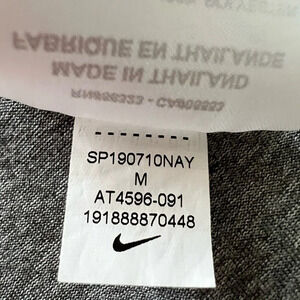 FABRIQUE EN THAILANDE
MADE IN THAILAND
SP190710NAY
M
AT4596-091
191888870448